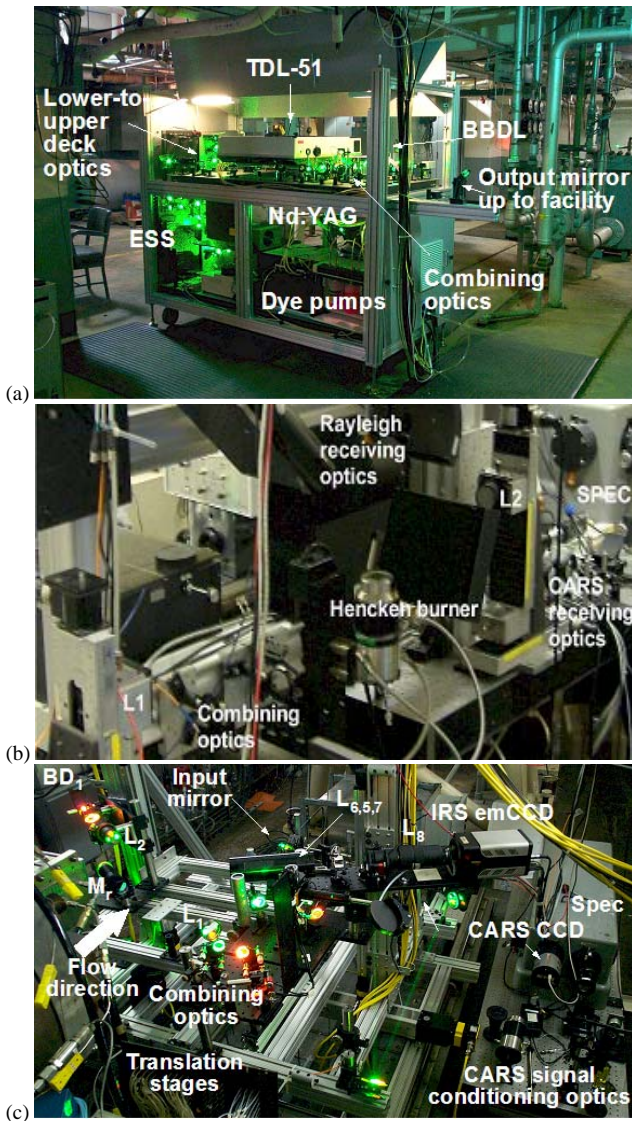 TDL-51
Lower-to
upper
deck
optics
BBDL
Output mirror
up to facility
Nd:YAG
ESS
Dye pumps
Combining
optics
(a)
Rayleigh
receiving
optics
L2
SPEC
Henckeh burner
CARS
receiving
optics
L1
Combining
optics
(b)
BD1
Input
mirror
L6,5,7
IRS emCCD
L2
L8
Mr
L1
Spec
CARS CCD
Flow
direction
Combining
optics
Translation
stages
CARS signal
conditioning optics
(c)